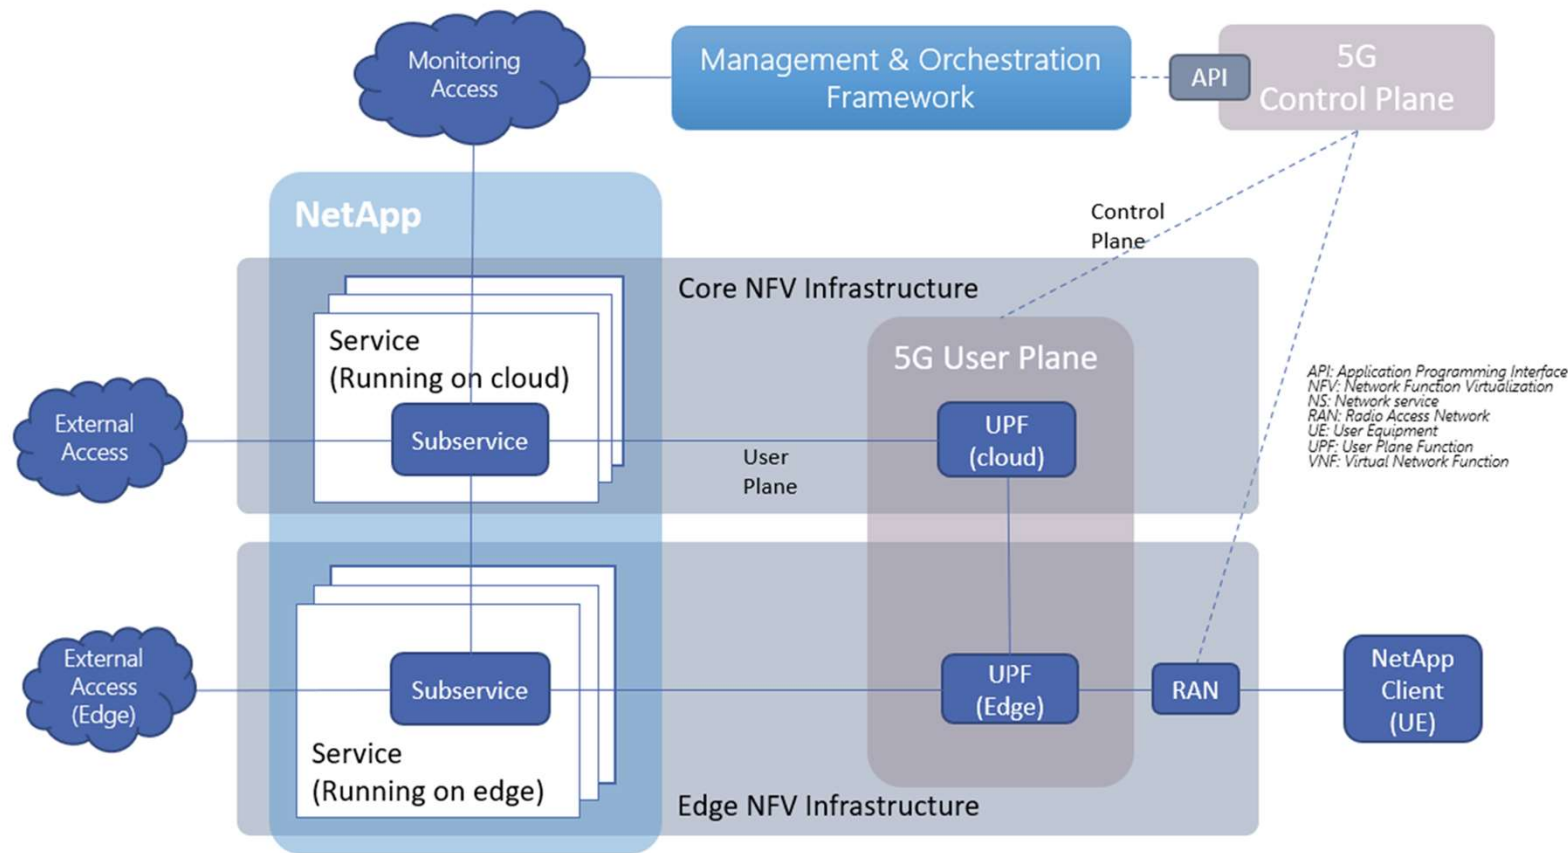 Monitoring
Access
Management & Orchestration
Framework
API
5G
Control Plane
NetApp
Control
Plane
Core NFV Infrastructure
Service
(Running on cloud)
5G User Plane
API: Application Programming Interface
NFV: Network Function Virtualization
NS: Network service
RAN: Radio Access Network
UE: User Equipment
UPF: User Plane Function
VNF: Virtual Network Function
External
Access
Subservice
User
Plane
UPF
(cloud)
External
Access
(Edge)
Subservice
UPF
(Edge)
RAN
NetApp
Client
(UE)
Service
(Running on edge)
Edge NFV Infrastructure